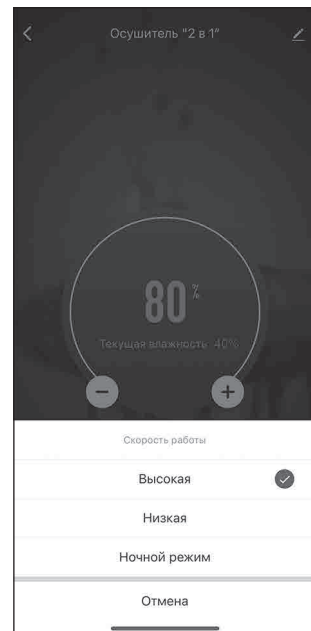 Осушитель "2 в 1"
80 %
Текущая влажность 40%
Скорость работы
Высокая
Низкая
Ночной режим
Отмена